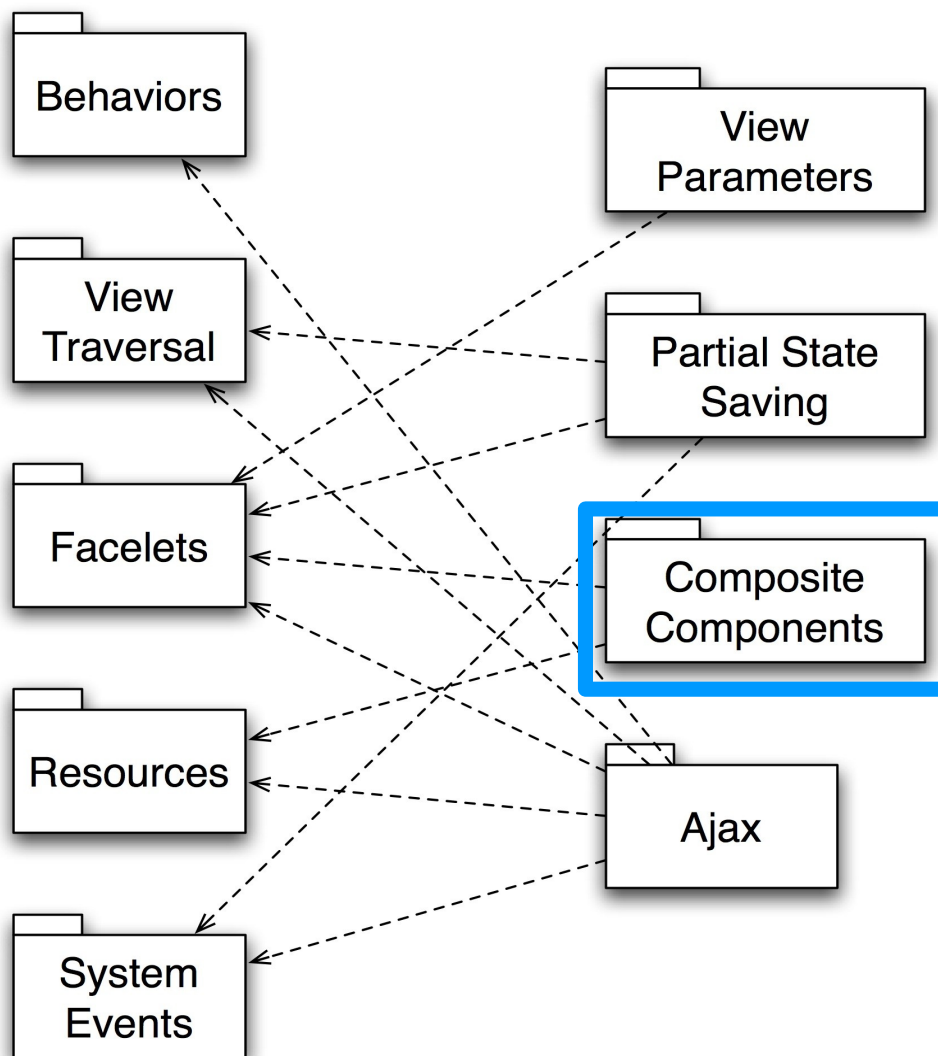 Behaviors
View
Traversal
Facelets
Resources
System
Events
View
Parameters
Partial State
Saving
Composite
Components
Ajax